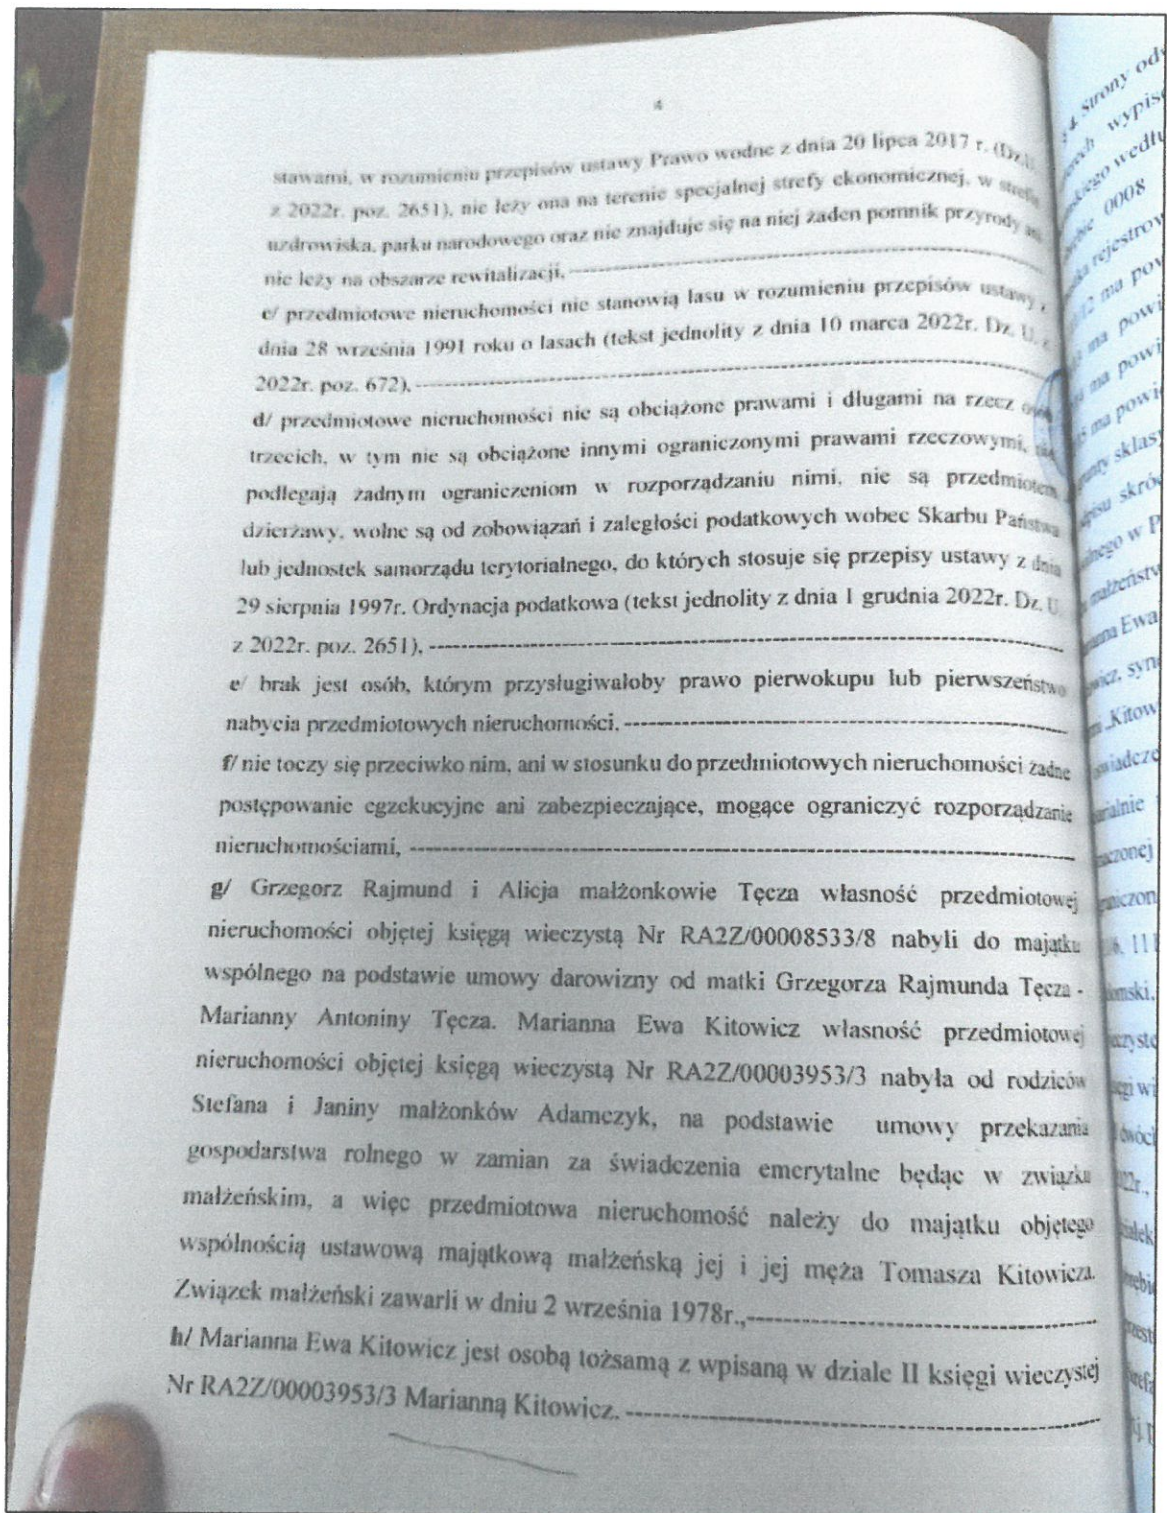 4
stawami, w rozumieniu przepisów ustawy Prawo wodne z dnia 20 lipca 2017 r. (Dz.U.
z 2022r. poz. 2651), nie leży ona na terenie specjalnej strefy ekonomicznej, w strefie
uzdrowiska, parku narodowego oraz nie znajduje się na niej żaden pomnik przyrody ani
nie leży na obszarze rewitalizacji, ---
c/ przedmiotowe nieruchomości nie stanowią lasu w rozumieniu przepisów ustawy z
dnia 28 września 1991 roku o lasach (tekst jednolity z dnia 10 marca 2022r. Dz. U. z
2022r. poz. 672), ---
d/ przedmiotowe nieruchomości nie są obciążone prawami i długami na rzecz osób
trzecich, w tym nie są obciążone innymi ograniczonymi prawami rzeczowymi, nie
podlegają żadnym ograniczeniom w rozporządzaniu nimi, nie są przedmiotem
dzierżawy, wolne są od zobowiązań i zaległości podatkowych wobec Skarbu Państwa
lub jednostek samorządu terytorialnego, do których stosuje się przepisy ustawy z dnia
29 sierpnia 1997r. Ordynacja podatkowa (tekst jednolity z dnia 1 grudnia 2022r. Dz. U.
z 2022r. poz. 2651), ---
e/ brak jest osób, którym przysługiwałoby prawo pierwokupu lub pierwszeństwo
nabycia przedmiotowych nieruchomości, ---
f/ nie toczy się przeciwko nim, ani w stosunku do przedmiotowych nieruchomości żadne
postępowanie egzekucyjne ani zabezpieczające, mogące ograniczyć rozporządzanie
nieruchomościami, ---
g/ Grzegorz Rajmund i Alicja małżonkowie Tęcza własność przedmiotowej
nieruchomości objętej księgą wieczystą Nr RA2Z/00008533/8 nabyli do majątku
wspólnego na podstawie umowy darowizny od matki Grzegorza Rajmunda Tęcza -
Marianny Antoniny Tęcza. Marianna Ewa Kitowicz własność przedmiotowej
nieruchomości objętej księgą wieczystą Nr RA2Z/00003953/3 nabyła od rodziców
Stefana i Janiny małżonków Adamczyk, na podstawie umowy przekazania
gospodarstwa rolnego w zamian za świadczenia emerytalne będąc w związku
małżeńskim, a więc przedmiotowa nieruchomość należy do majątku objętego
wspólnością ustawową majątkową małżeńską jej i jej męża Tomasza Kitowicza.
Związek małżeński zawarli w dniu 2 września 1978r.,---
h/ Marianna Ewa Kitowicz jest osobą tożsamą z wpisaną w dziale II księgi wieczystej
Nr RA2Z/00003953/3 Marianną Kitowicz. ---